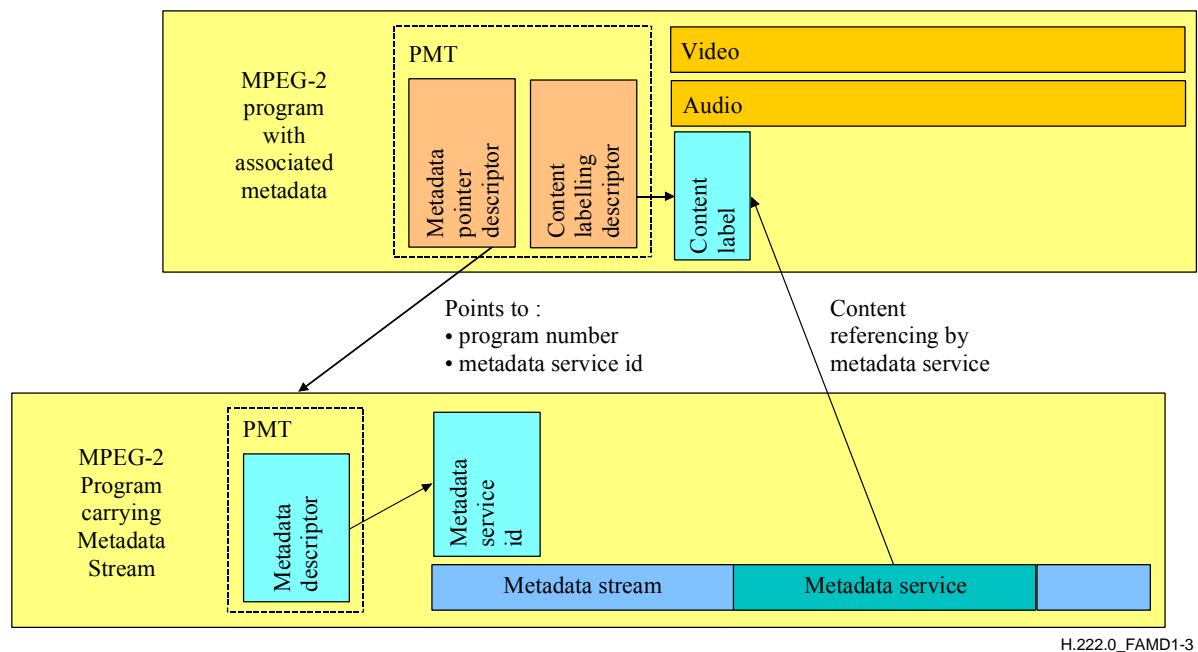 MPEG-2
program
with
associated
metadata
PMT
Metadata
pointer
descriptor
Content
labelling
descriptor
Video
Audio
Content
label
Points to :
• program number
• metadata service id
Content
referencing by
metadata service
MPEG-2
Program
carrying
Metadata
Stream
PMT
Metadata
descriptor
Metadata
service
id
Metadata stream
Metadata service
H.222.0_FAMD1-3